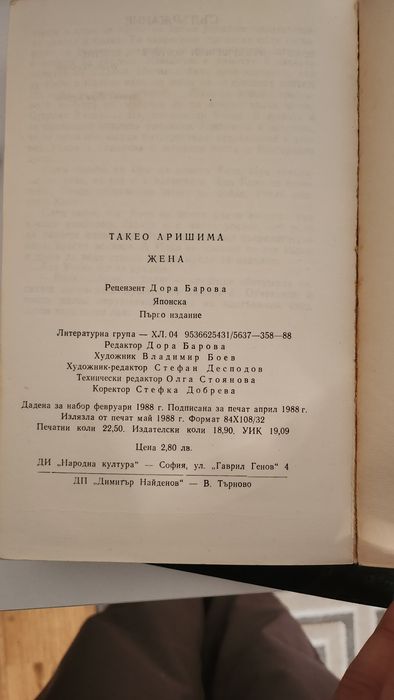 ТАКЕО АРИШИМА
ЖЕНА
Рецензент Дора Барова
Японска
Първо издание
Литературна група — ХЛ. 04 9536625431/5637—358—88
Редактор Дора Барова
Художник Владимир Боев
Художник-редактор Стефан Десподов
Технически редактор Олга Стоянова
Коректор Стефка Добрева
Дадена за набор февруари 1988 г. Подписана за печат април 1988 г.
Излязла от печат май 1988 г. Формат 84X108/32
Печатни коли 22,50. Издателски коли 18,90. УИК 19,09
Цена 2,80 лв.
ДИ „Народна култура" — София, ул. „Гаврил Генов" 4
ДП „Димитър Найденов" — В. Търново